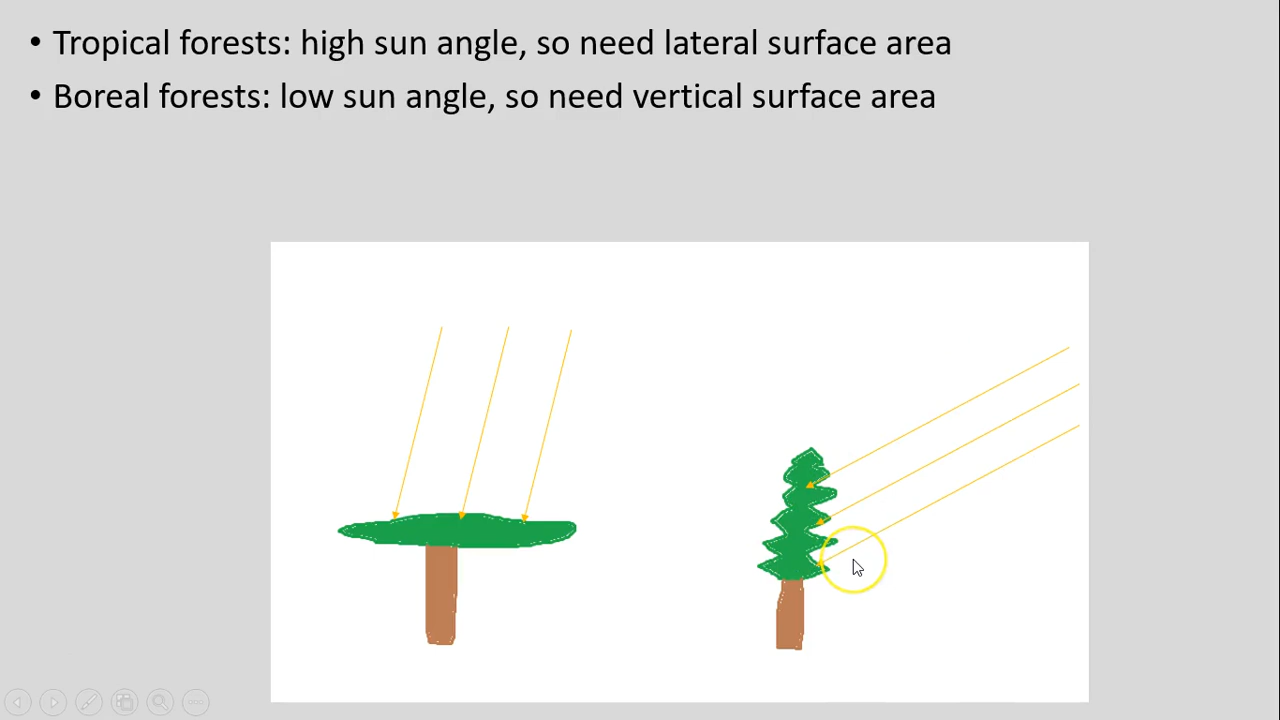 • Tropical forests: high sun angle, so need lateral surface area
• Boreal forests: low sun angle, so need vertical surface area